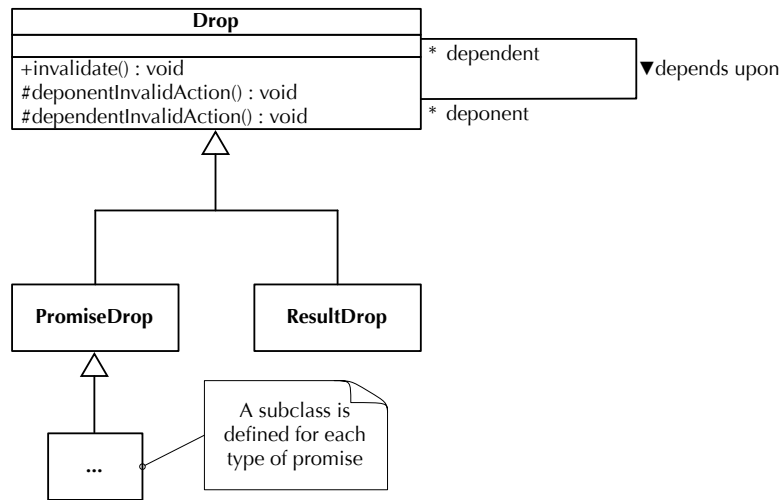 Drop
+invalidate() : void
#deponentInvalidAction() : void
#dependentInvalidAction() : void
* dependent
▼depends upon
* deponent
PromiseDrop
ResultDrop
...
A subclass is
defined for each
type of promise